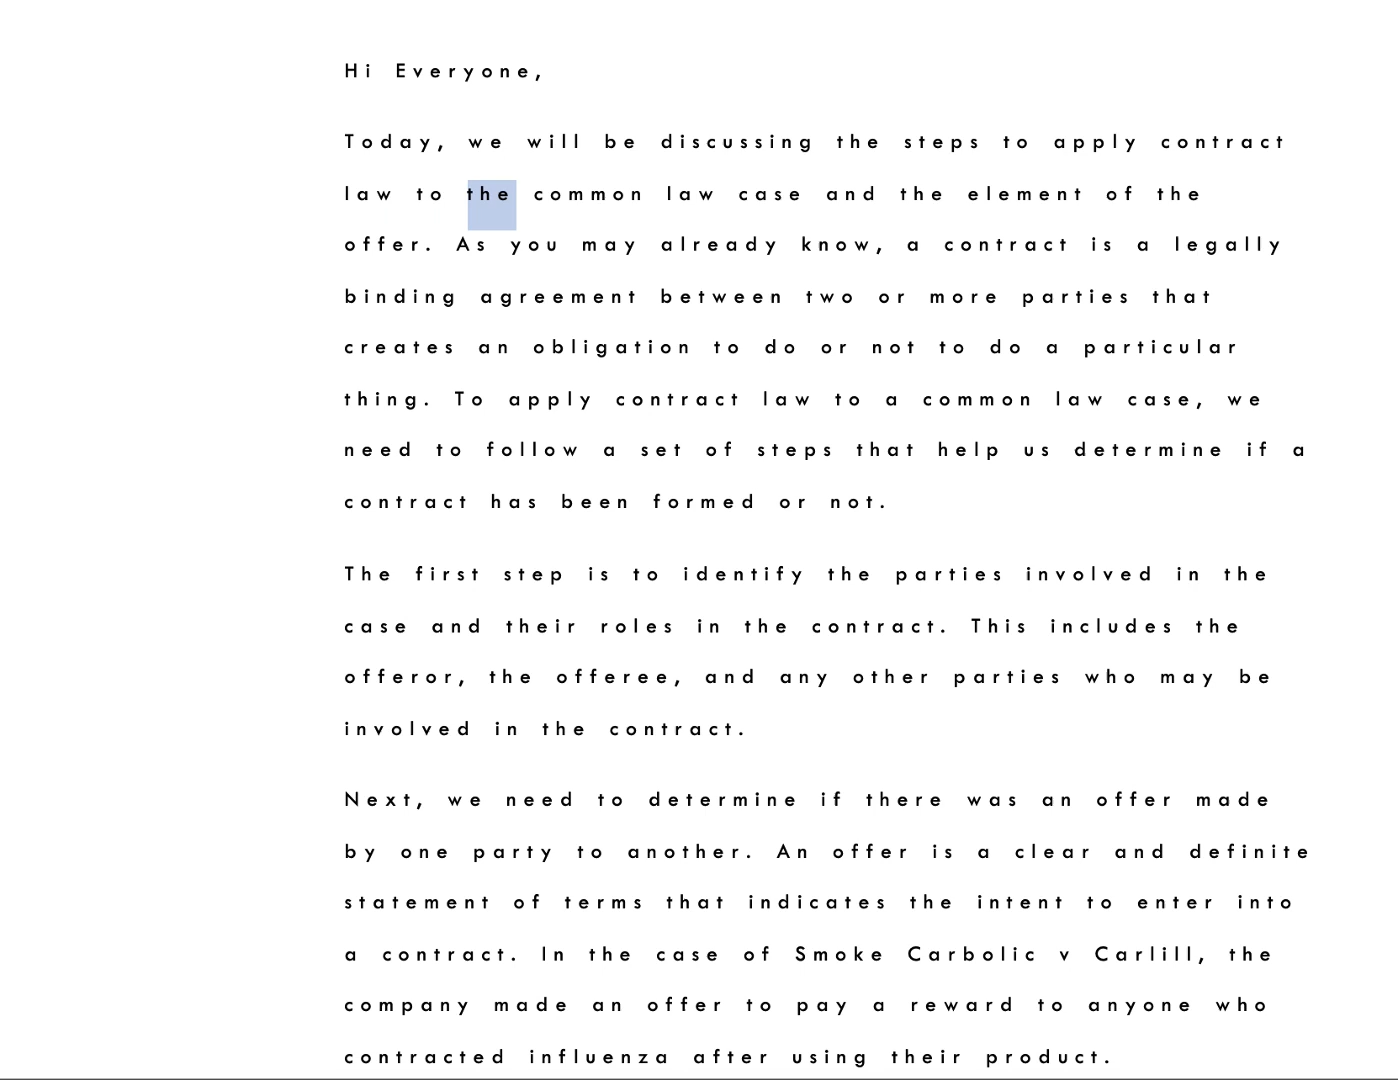 Hi Everyone,
Today, we will be discussing the steps to apply contract
law to the common law case and the element of the
offer. As you may already know, a contract is a legally
binding agreement between two or more parties that
creates an obligation to do or not to do a particular
thing. To apply contract law to a common law case, we
need to follow a set of steps that help us determine if a
contract has been formed or not.
The first step is to identify the parties involved in the
case and their roles in the contract. This includes the
offeror, the offeree, and any other parties who may be
involved in the contract.
Next, we need to determine if there was an offer made
by one party to another. An offer is a clear and definite
statement of terms that indicates the intent to enter into
a contract. In the case of Smoke Carbolic v Carlill, the
company made an offer to pay a reward to anyone who
contracted influenza after using their product.